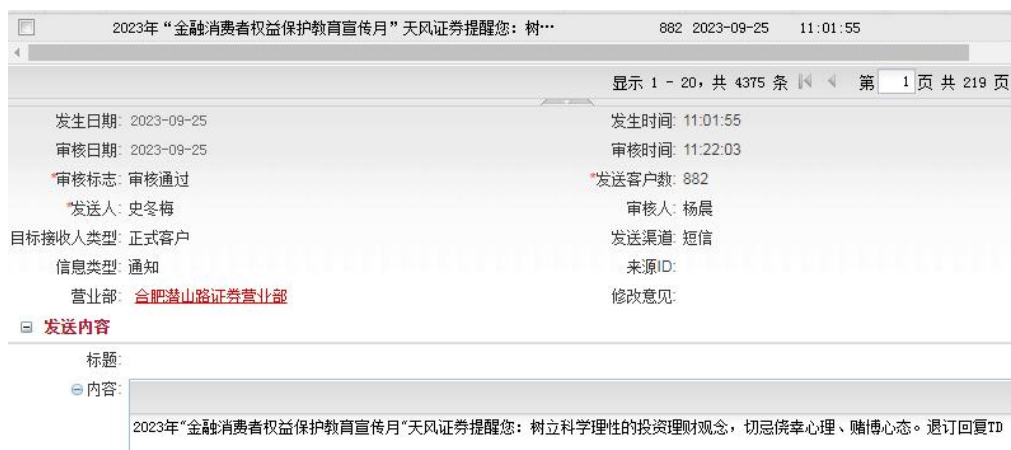 2023年“金融消费者权益保护教育宣传月”天风证券提醒您：树… 882 2023-09-25 11:01:55
显示 1 - 20，共 4375 条 第 1 页 共 219 页
发生日期: 2023-09-25 发生时间: 11:01:55
审核日期: 2023-09-25 审核时间: 11:22:03
*审核标志: 审核通过 *发送客户数: 882
*发送人: 史冬梅 审核人: 杨晨
目标接收人类型: 正式客户 发送渠道: 短信
信息类型: 通知 来源ID:
营业部: 合肥潜山路证券营业部 修改意见:
发送内容
标题:
内容:
2023年“金融消费者权益保护教育宣传月”天风证券提醒您：树立科学理性的投资理财观念，切忌侥幸心理、赌博心态。退订回复TD